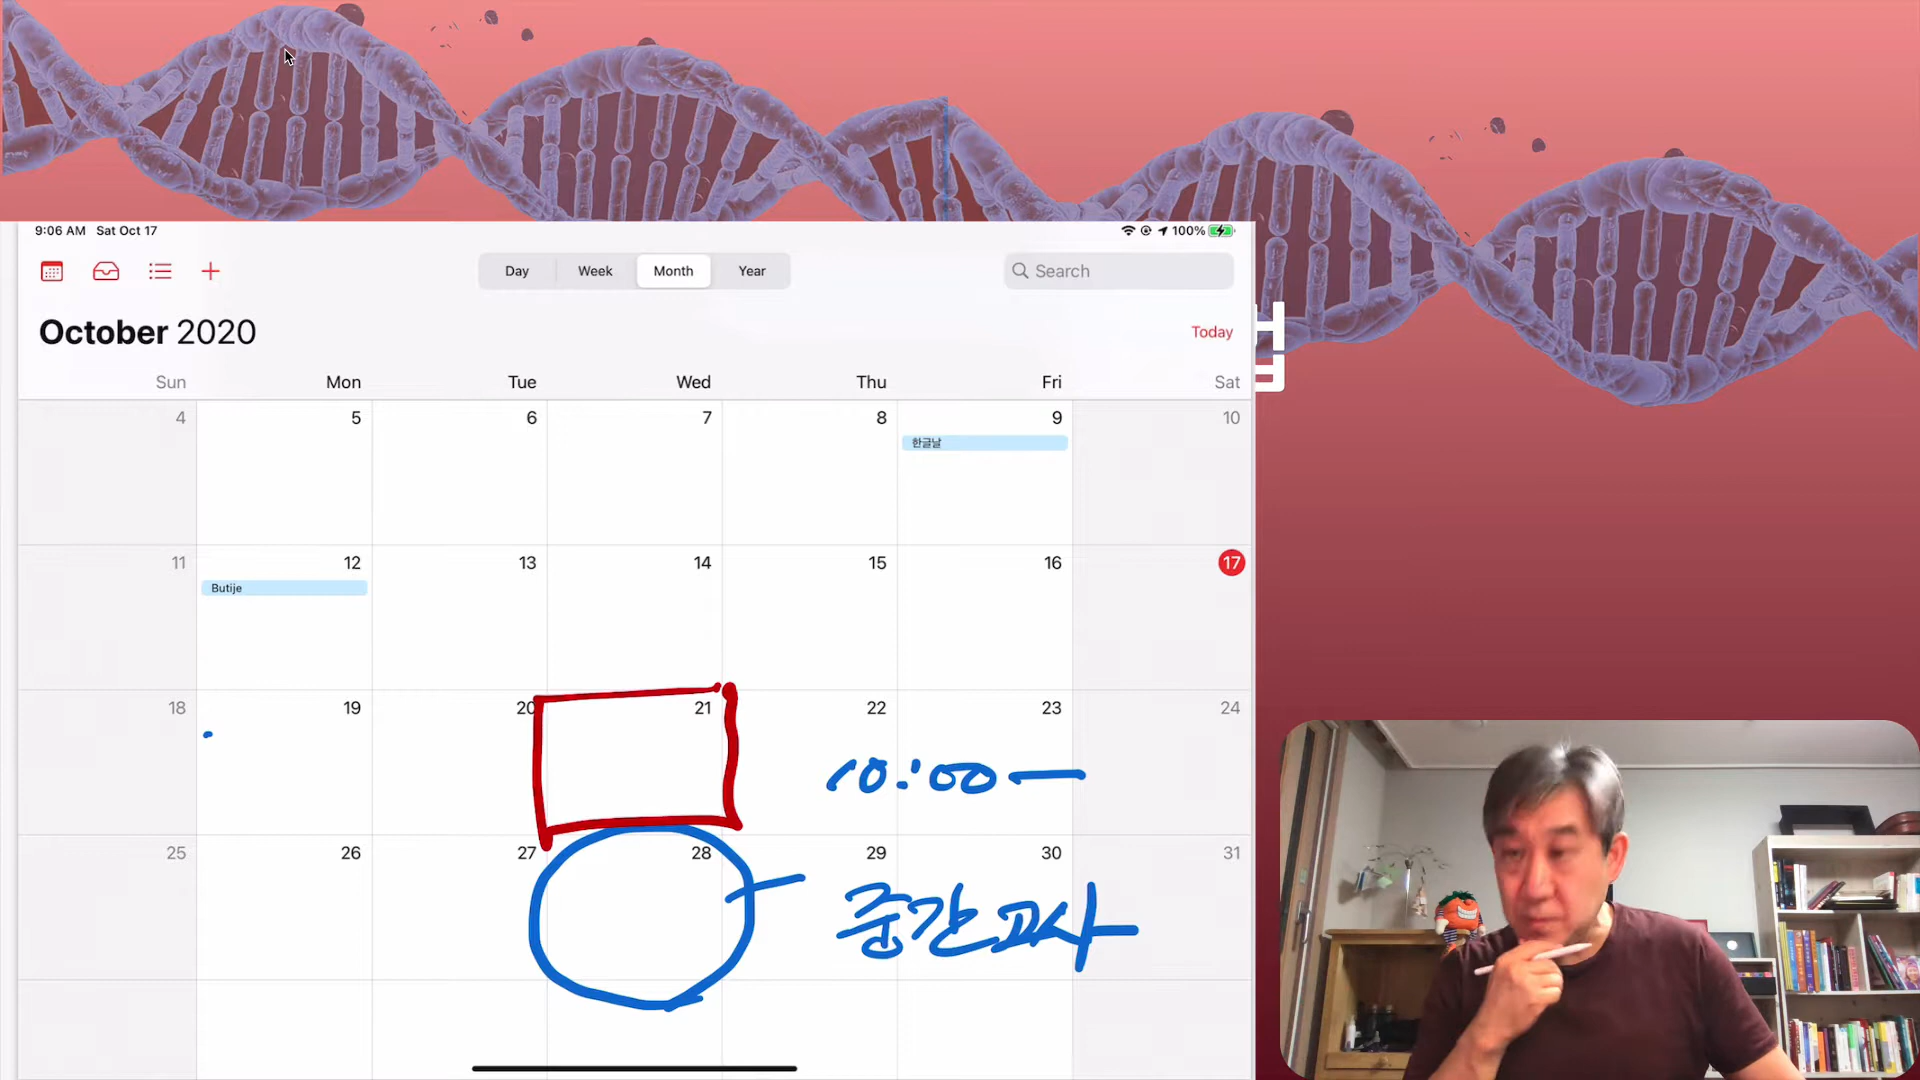 9:06 AM Sat Oct 17 100%
Day Week Month Year Search
October 2020 Today
Sun Mon Tue Wed Thu Fri Sat
4 5 6 7 8 9 10
한글날
11 12 13 14 15 16 17
Butije
18 19 20 21 22 23 24
10:00
25 26 27 28 29 30 31
중간고사